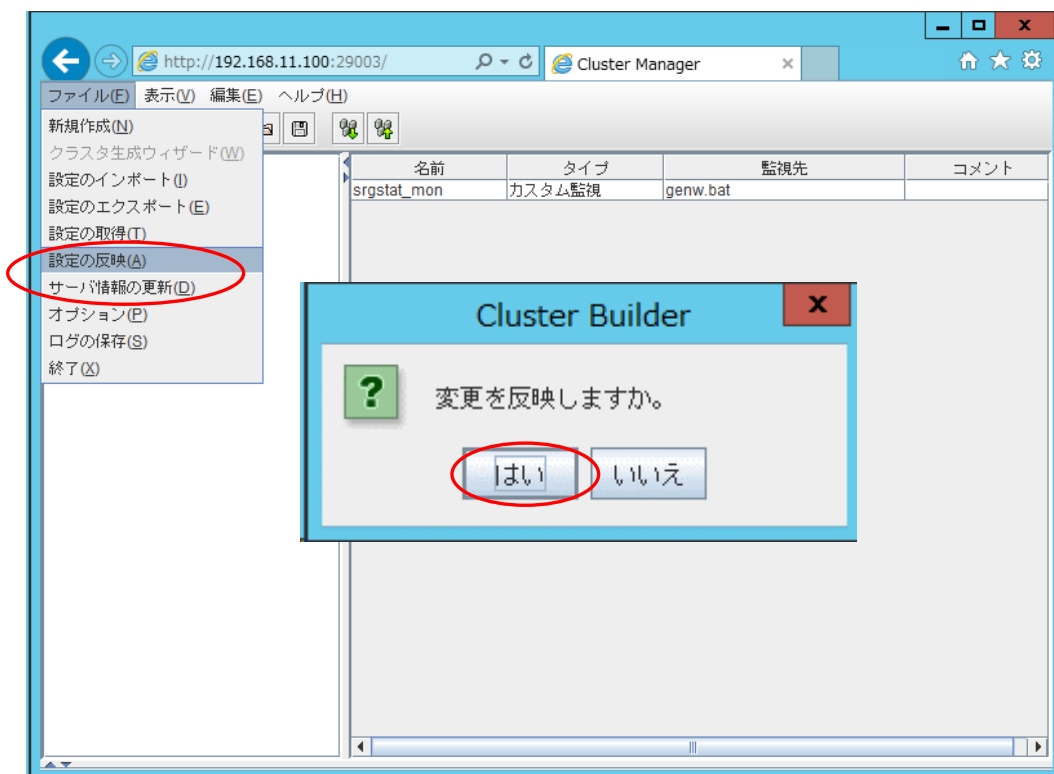 http://192.168.11.100:29003/
Cluster Manager
ファイル(F) 表示(V) 編集(E) ヘルプ(H)
新規作成(N)
クラスタ生成ウィザード(W)
設定のインポート(I)
設定のエクスポート(E)
設定の取得(T)
設定の反映(A)
サーバ情報の更新(D)
オプション(P)
ログの保存(S)
終了(X)
名前 タイプ 監視先 コメント
srgstat_mon カスタム監視 genw.bat
Cluster Builder
変更を反映しますか。
はい いいえ